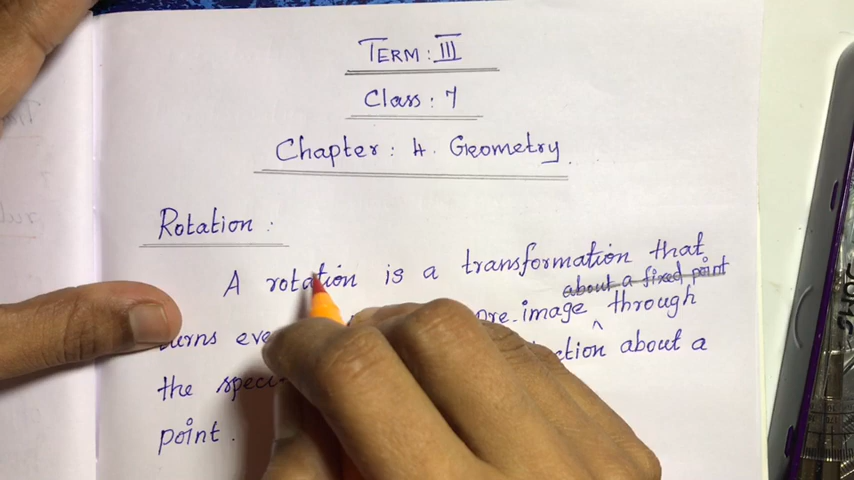 TERM : III
Class : 7
Chapter : 4. Geometry.
Rotation :
A rotation is a transformation that
about a fixed point
turns pre-image through
the about a
point.